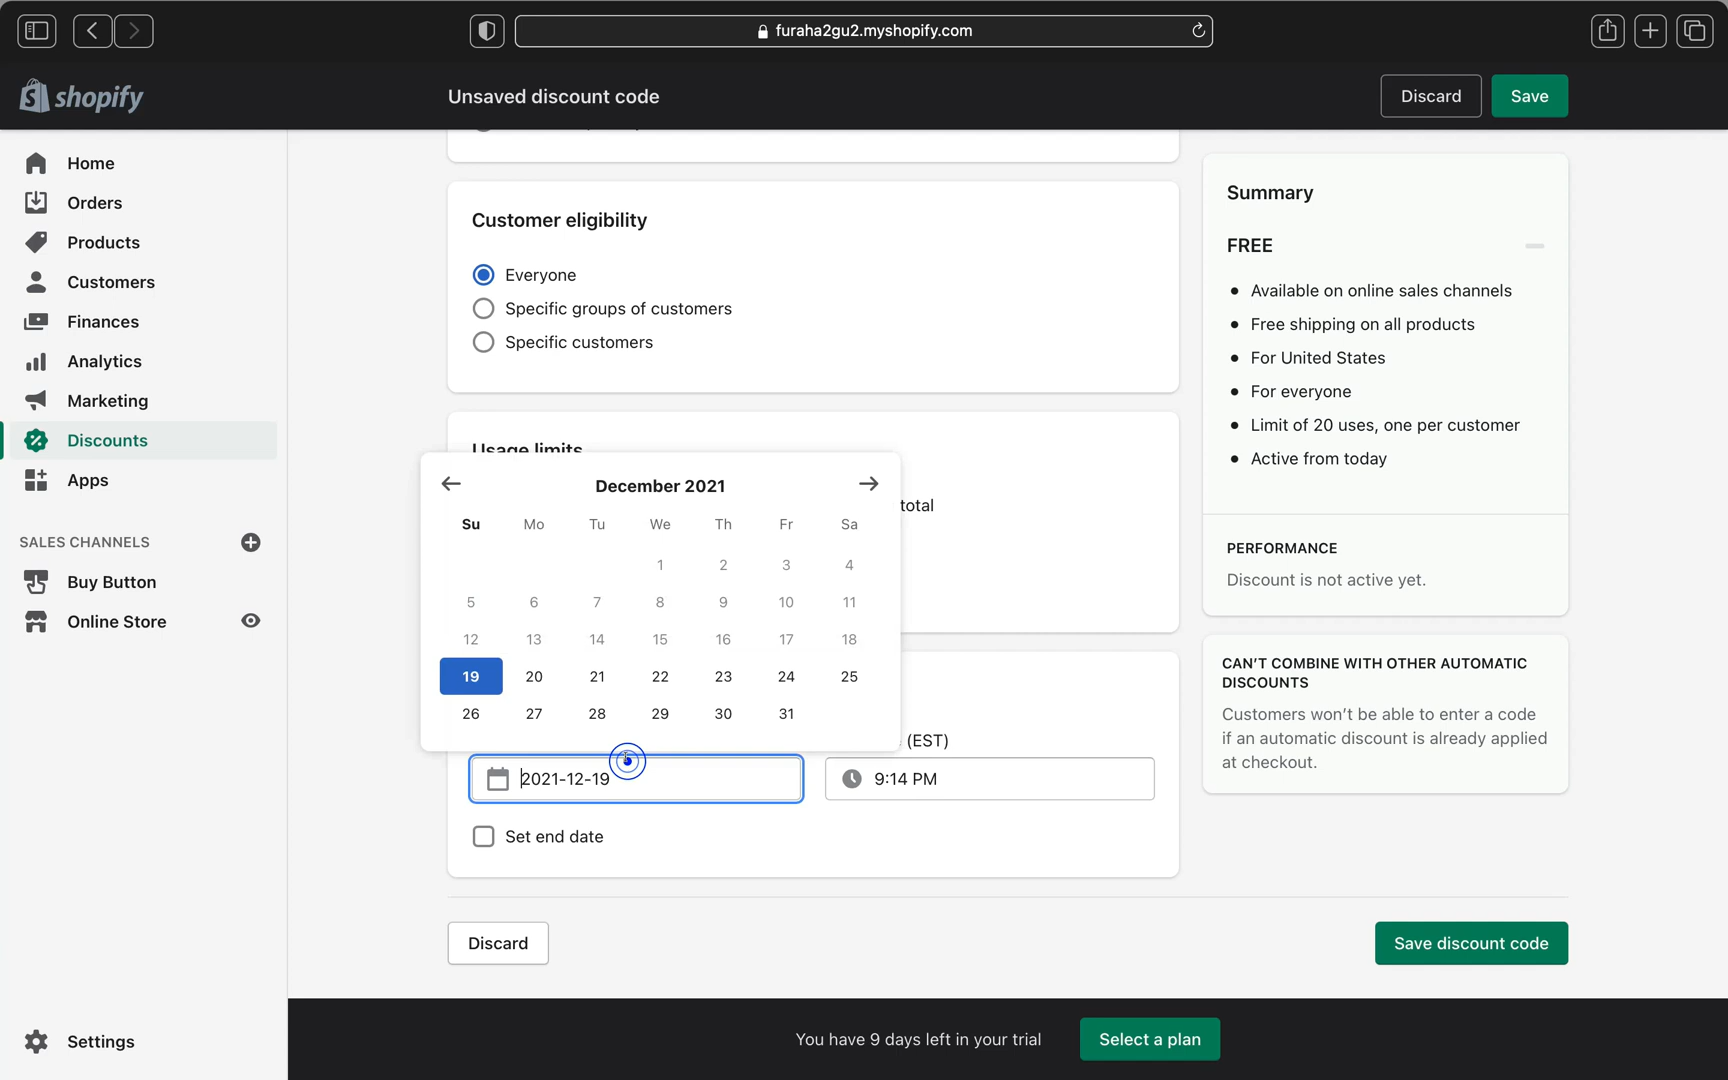 furaha2gu2.myshopify.com
shopify
Unsaved discount code
Discard
Save
Home
Orders
Products
Customers
Finances
Analytics
Marketing
Discounts
Apps
SALES CHANNELS
Buy Button
Online Store
Settings
Customer eligibility
Everyone
Specific groups of customers
Specific customers
Usage limits
total
December 2021
Su Mo Tu We Th Fr Sa
1 2 3 4
5 6 7 8 9 10 11
12 13 14 15 16 17 18
19 20 21 22 23 24 25
26 27 28 29 30 31
(EST)
2021-12-19
9:14 PM
Set end date
Discard
Save discount code
Summary
FREE
Available on online sales channels
Free shipping on all products
For United States
For everyone
Limit of 20 uses, one per customer
Active from today
PERFORMANCE
Discount is not active yet.
CAN'T COMBINE WITH OTHER AUTOMATIC
DISCOUNTS
Customers won't be able to enter a code
if an automatic discount is already applied
at checkout.
You have 9 days left in your trial
Select a plan